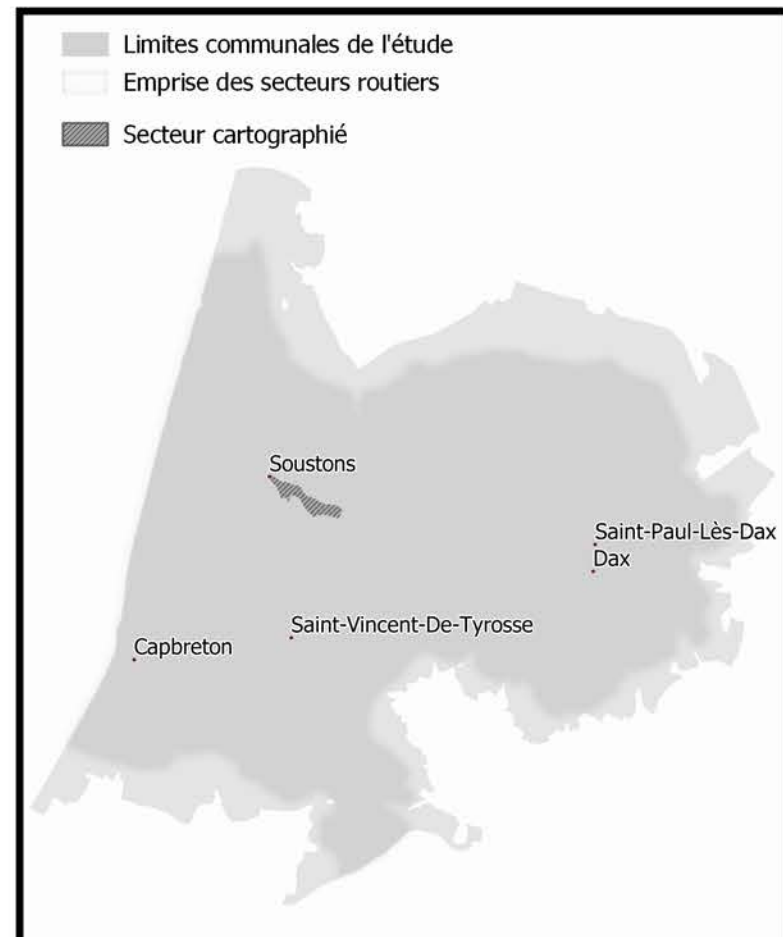 Limites communales de l'étude
Emprise des secteurs routiers
Secteur cartographié
Soustons
Saint-Paul-Lès-Dax
Dax
Saint-Vincent-De-Tyrosse
Capbreton